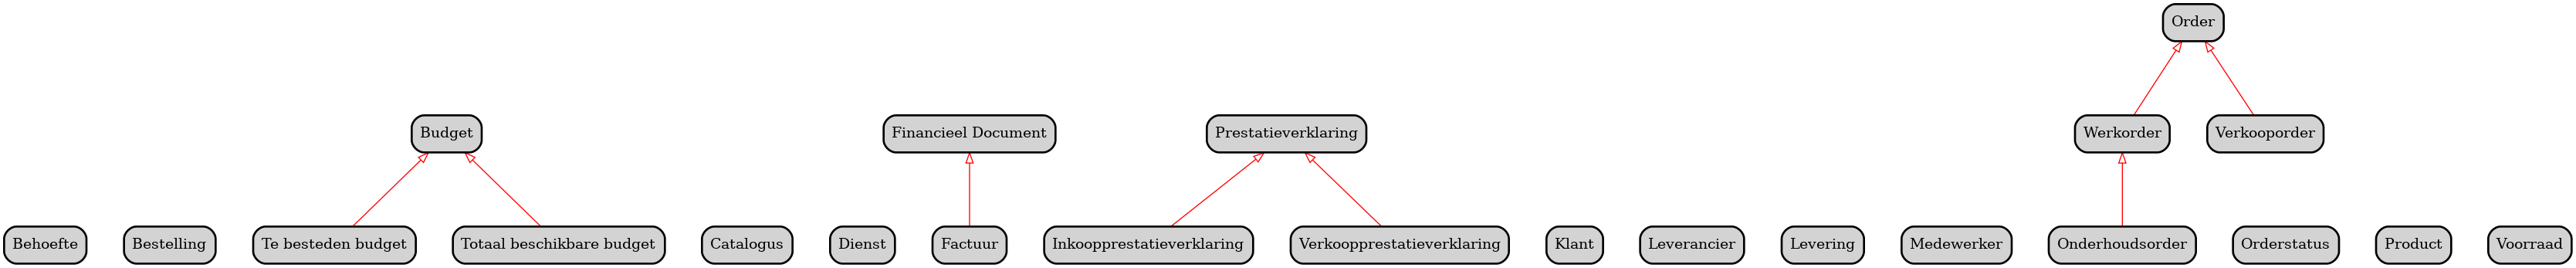 Order
Budget
Financieel Document
Prestatieverklaring
Werkorder
Verkooporder
Behoefte
Bestelling
Te besteden budget
Totaal beschikbare budget
Catalogus
Dienst
Factuur
Inkoopprestatieverklaring
Verkoopprestatieverklaring
Klant
Leverancier
Levering
Medewerker
Onderhoudsorder
Orderstatus
Product
Voorraad